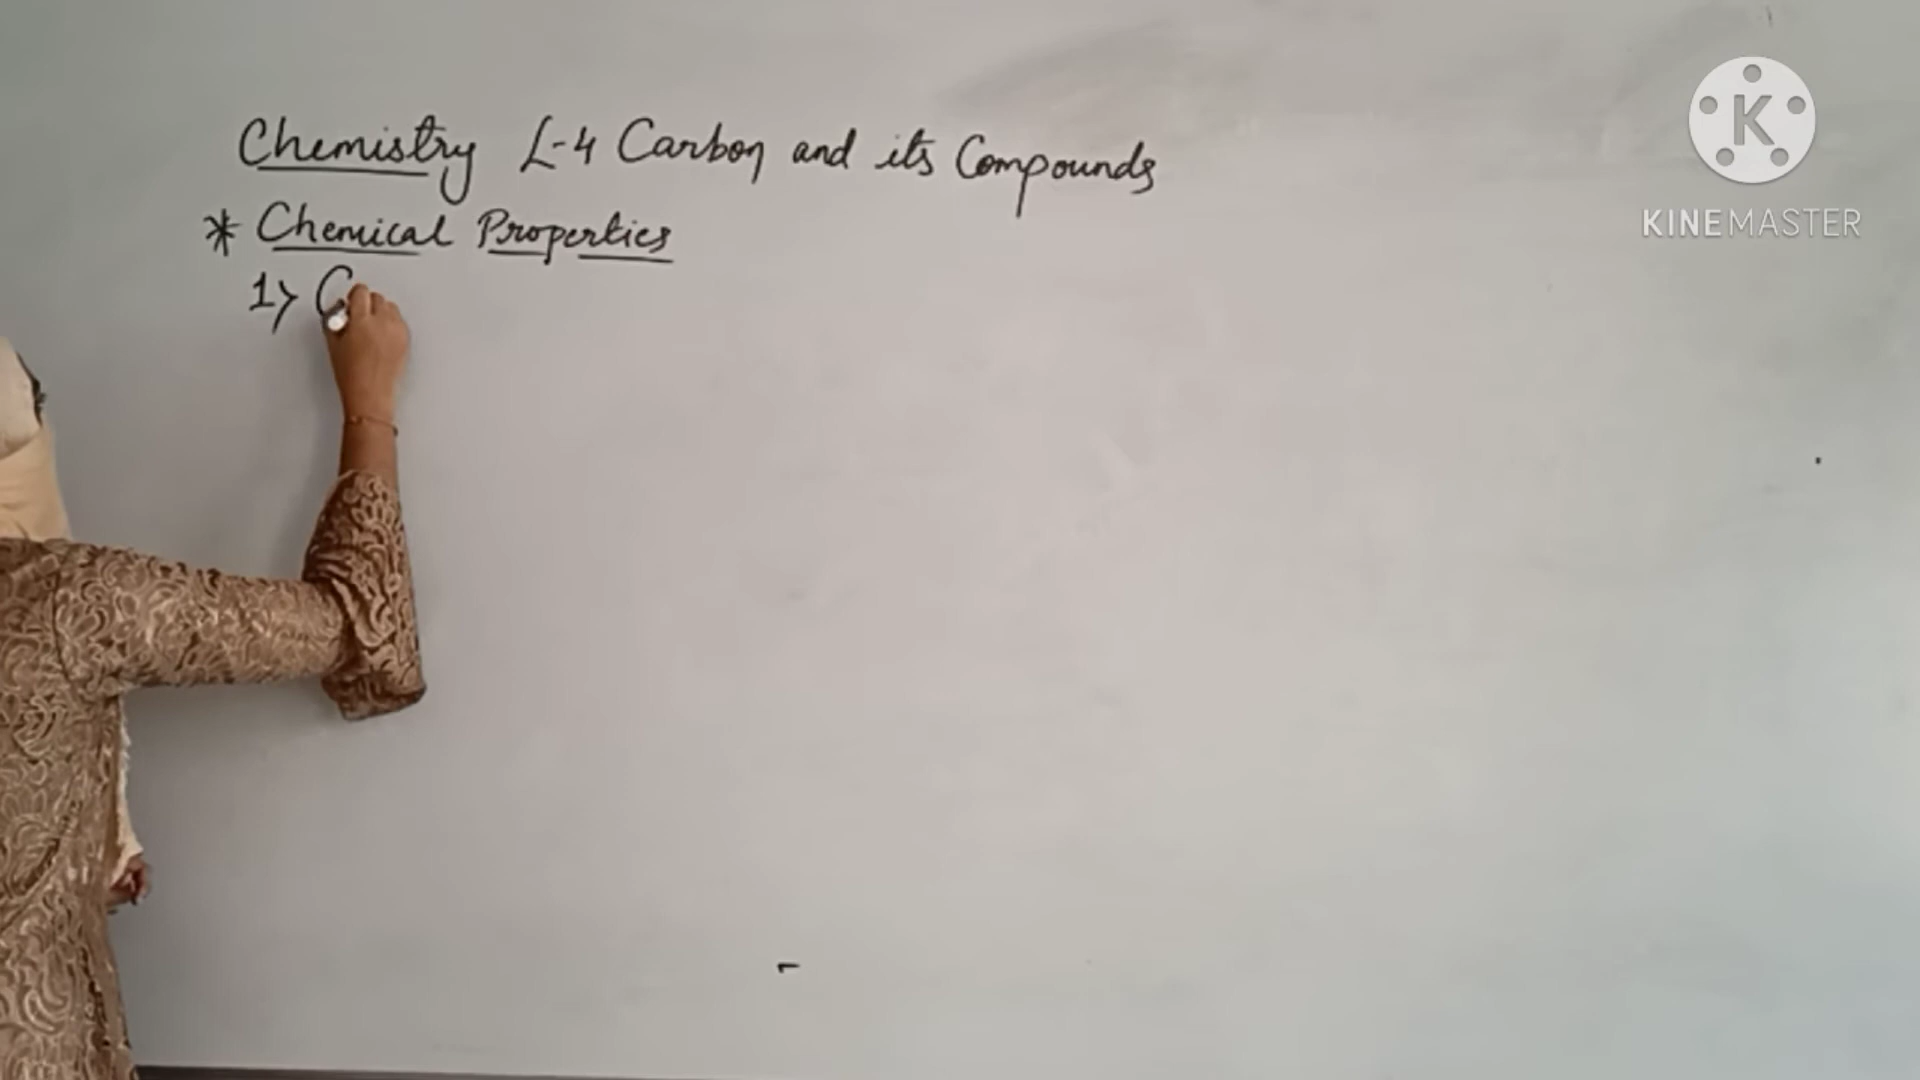 Chemistry L-4 Carbon and its Compounds
* Chemical Properties
1> C
K
KINEMASTER